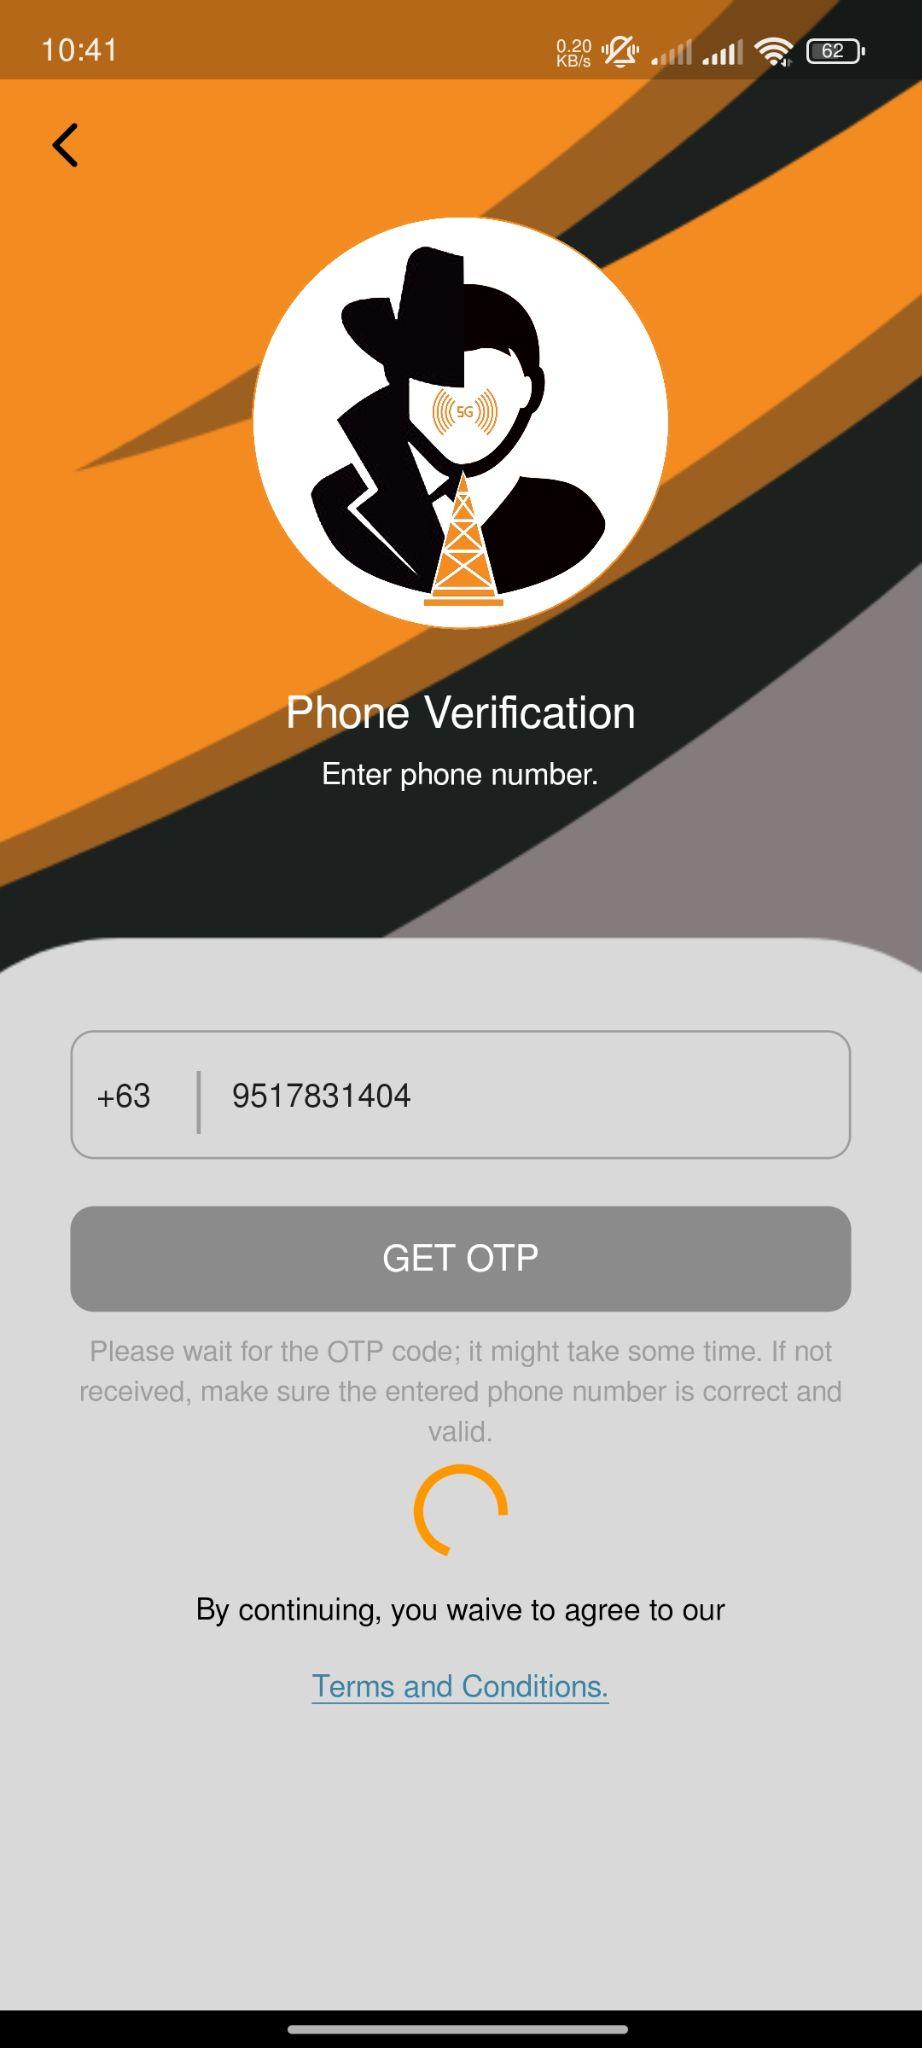 10:41
0.20
KB/s
62
5G
Phone Verification
Enter phone number.
+63 9517831404
GET OTP
Please wait for the OTP code; it might take some time. If not
received, make sure the entered phone number is correct and
valid.
By continuing, you waive to agree to our
Terms and Conditions.